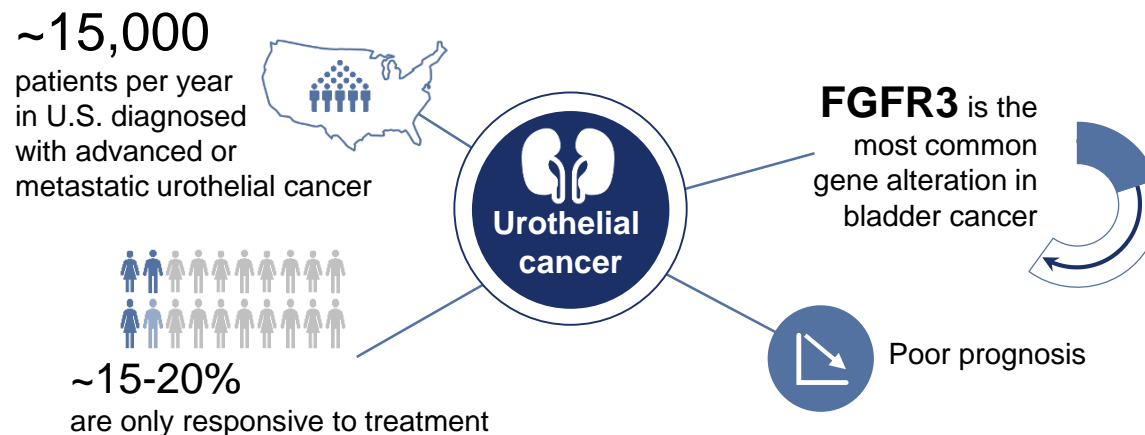 ~15,000
patients per year
in U.S. diagnosed
with advanced or
metastatic urothelial cancer
FGFR3 is the
most common
gene alteration in
bladder cancer
Urothelial
cancer
~15-20%
are only responsive to treatment
Poor prognosis